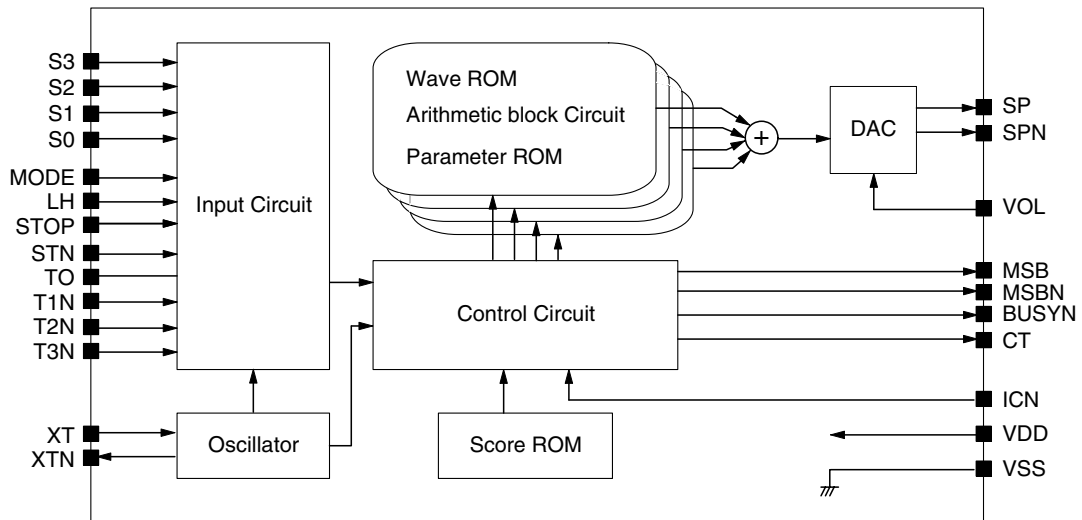 S3
S2
S1
S0
MODE
LH
STOP
STN
TO
T1N
T2N
T3N
XT
XTN
Input Circuit
Oscillator
Wave ROM
Arithmetic block Circuit
Parameter ROM
+
Control Circuit
Score ROM
DAC
SP
SPN
VOL
MSB
MSBN
BUSYN
CT
ICN
VDD
VSS